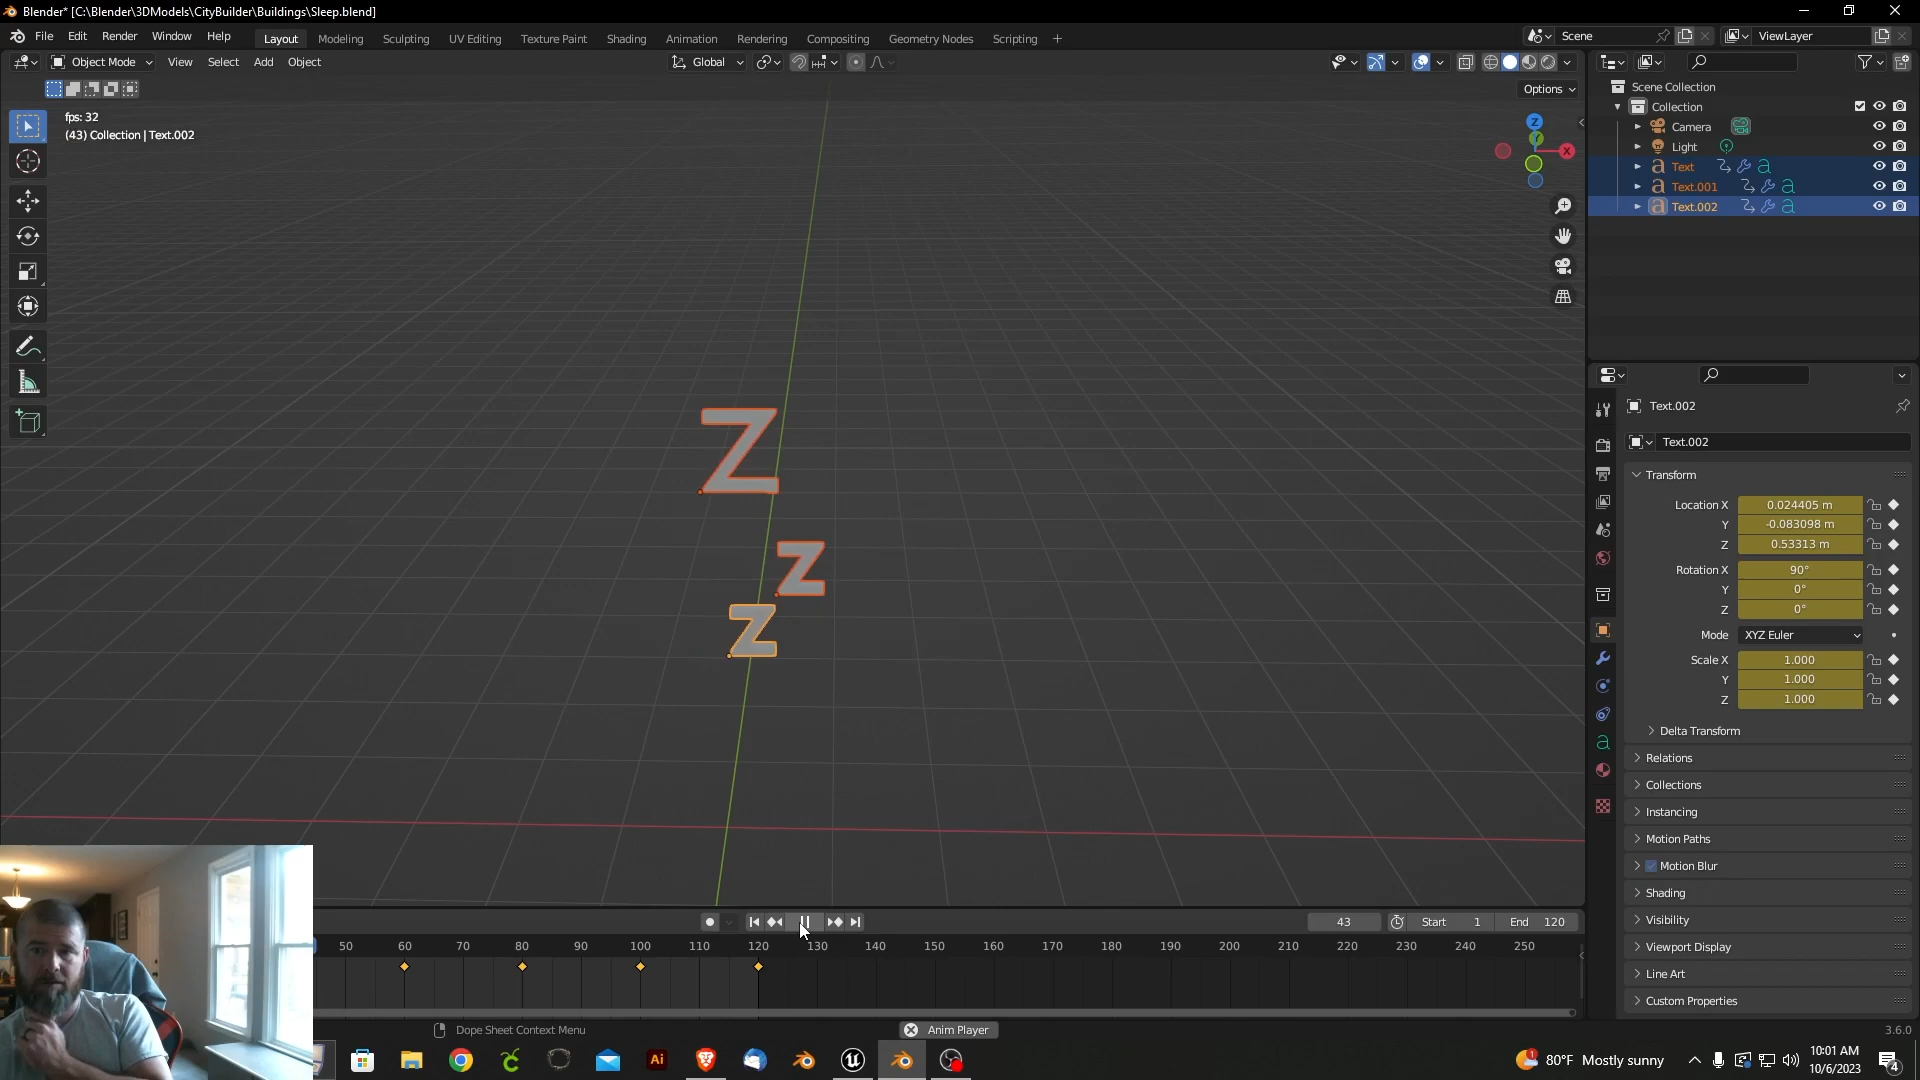 Blender* [C:\Blender\3DModels\CityBuilder\Buildings\Sleep.blend]
File Edit Render Window Help Layout Modeling Sculpting UV Editing Texture Paint Shading Animation Rendering Compositing Geometry Nodes Scripting + Scene ViewLayer
Object Mode View Select Add Object Global
Options
fps: 32
(43) Collection | Text.002
Z
Y
X
Scene Collection
Collection
Camera
Light
Text
Text.001
Text.002
Z
z
z
Text.002
Text.002
Transform
Location X 0.024405 m
Y -0.083098 m
Z 0.53313 m
Rotation X 90°
Y 0°
Z 0°
Mode XYZ Euler
Scale X 1.000
Y 1.000
Z 1.000
Delta Transform
Relations
Collections
Instancing
Motion Paths
Motion Blur
Shading
Visibility
Viewport Display
Line Art
Custom Properties
43 Start 1 End 120
50 60 70 80 90 100 110 120 130 140 150 160 170 180 190 200 210 220 230 240 250
Dope Sheet Context Menu Anim Player 3.6.0
Ai 1 80°F Mostly sunny 10:01 AM
10/6/2023 4